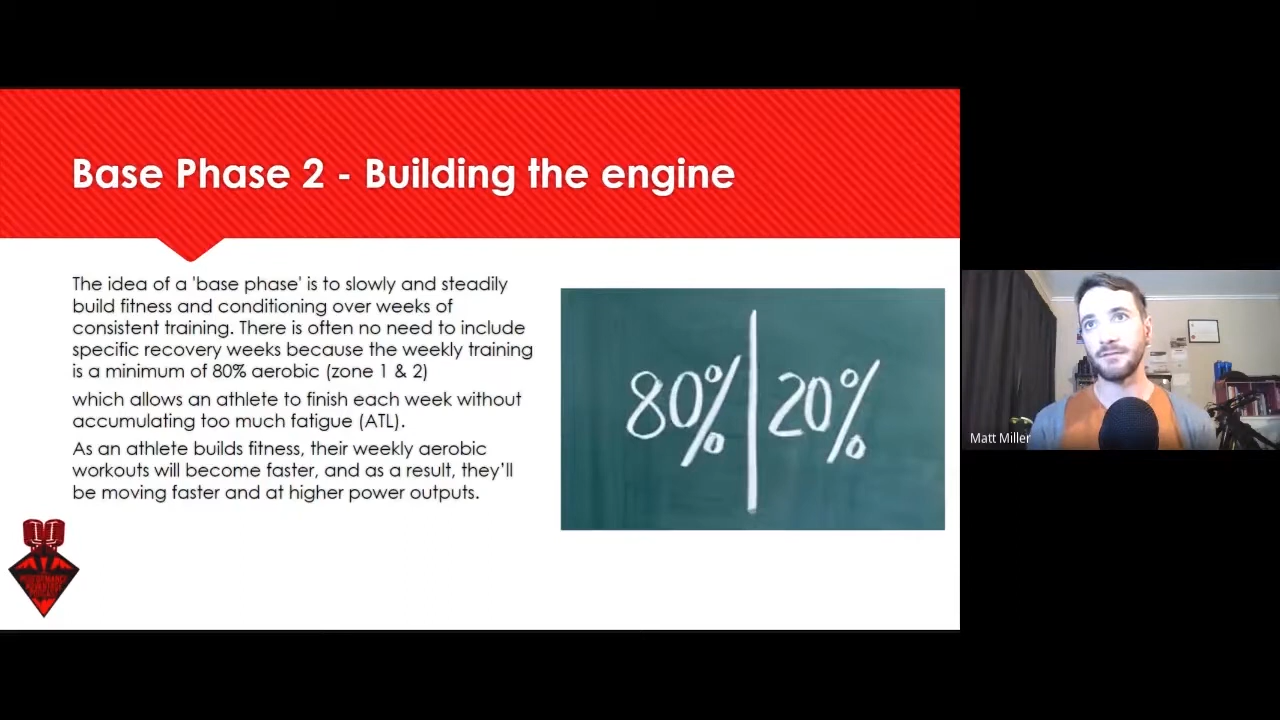 Base Phase 2 - Building the engine
The idea of a 'base phase' is to slowly and steadily
build fitness and conditioning over weeks of
consistent training. There is often no need to include
specific recovery weeks because the weekly training
is a minimum of 80% aerobic (zone 1 & 2)
which allows an athlete to finish each week without
accumulating too much fatigue (ATL).
As an athlete builds fitness, their weekly aerobic
workouts will become faster, and as a result, they'll
be moving faster and at higher power outputs.
80% 20%
Matt Miller